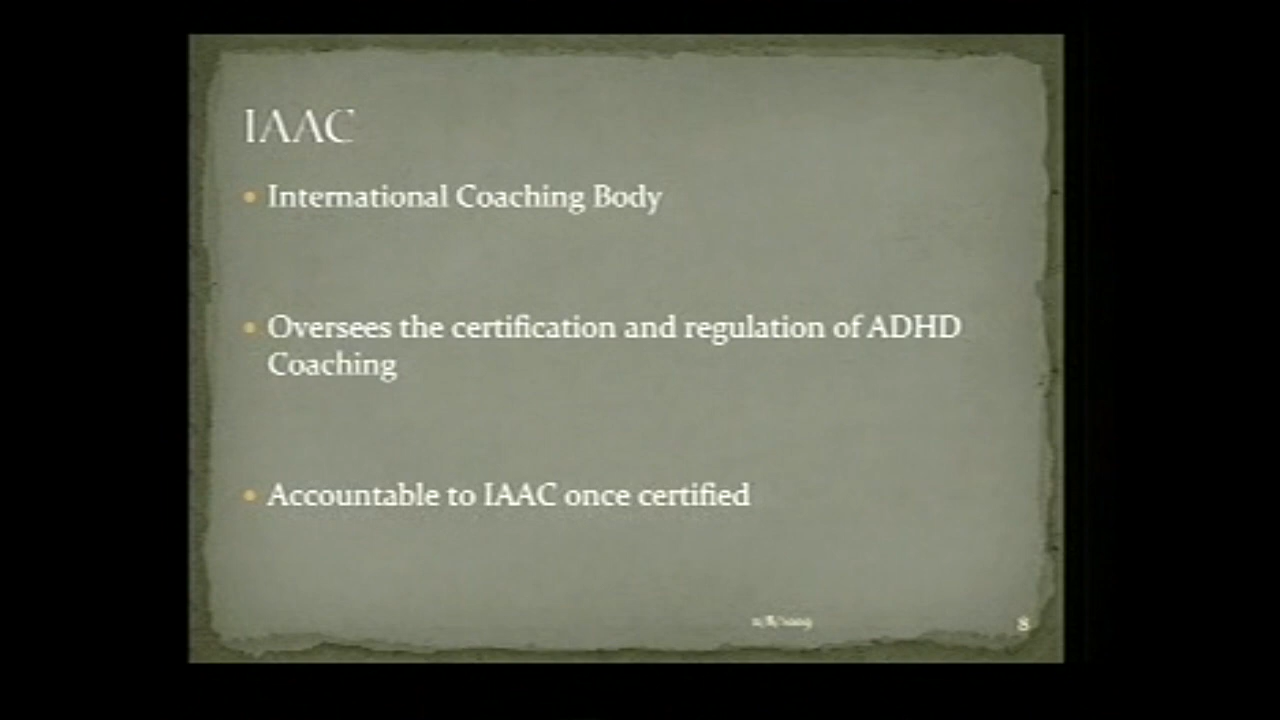 IAAC
International Coaching Body
Oversees the certification and regulation of ADHD
Coaching
Accountable to IAAC once certified
8